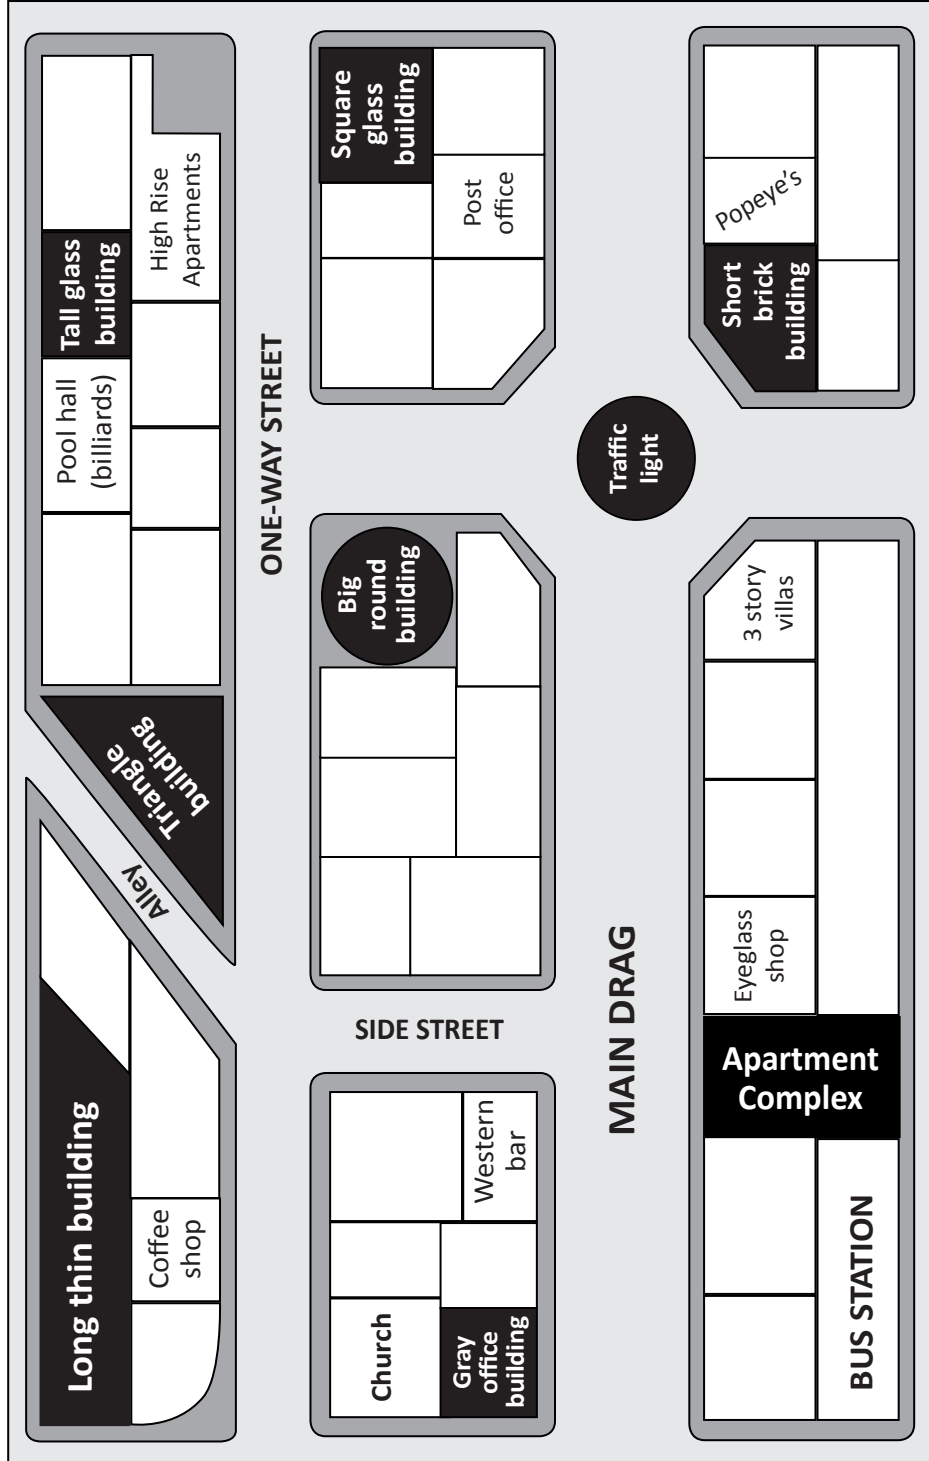 Square
glass
building
Post
office
High Rise
Apartments
Tall glass
building
Pool hall
(billiards)
Popeye's
Short
brick
building
ONE-WAY STREET
Traffic
light
Big
round
building
3 story
villas
Triangle
building
Alley
Eyeglass
shop
SIDE STREET
MAIN DRAG
Apartment
Complex
Long thin building
Coffee
shop
Western
bar
Church
Gray
office
building
BUS STATION